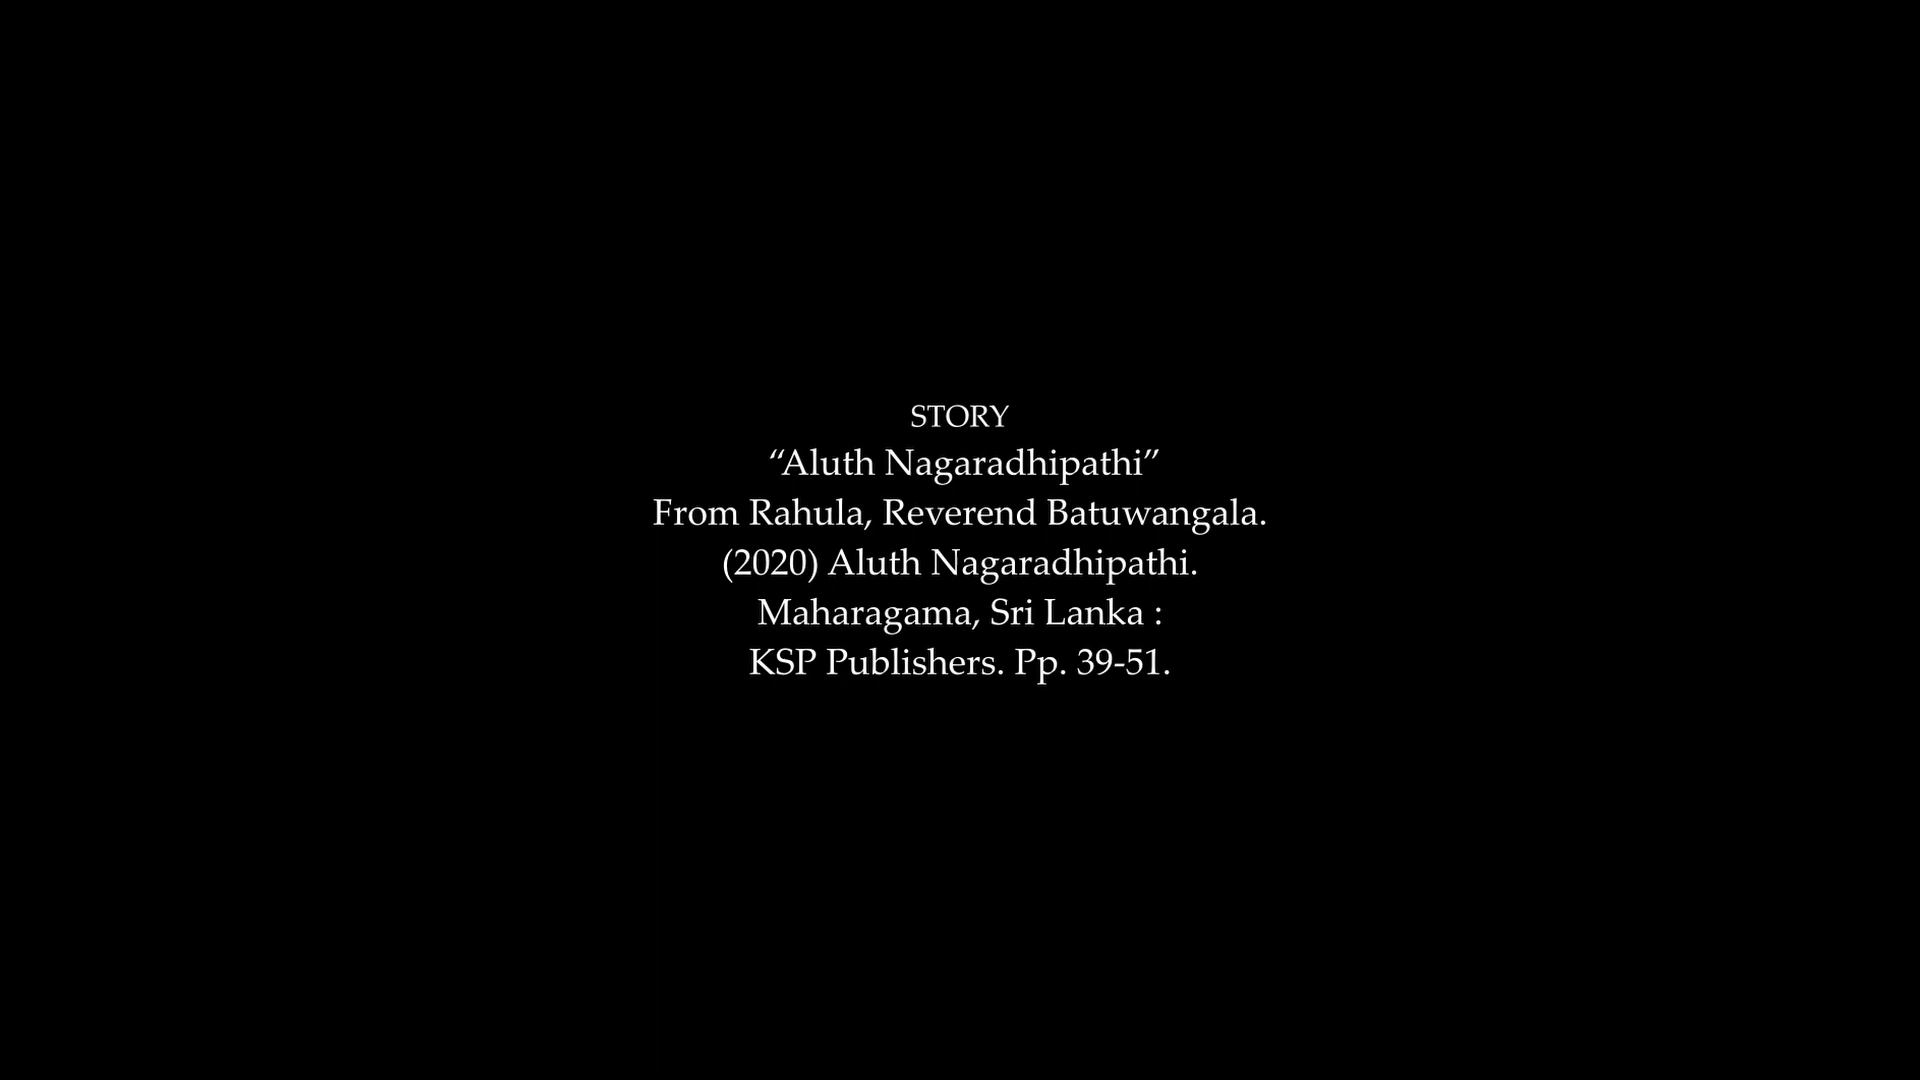 STORY
“Aluth Nagaradhipathi”
From Rahula, Reverend Batuwangala.
(2020) Aluth Nagaradhipathi.
Maharagama, Sri Lanka :
KSP Publishers. Pp. 39-51.